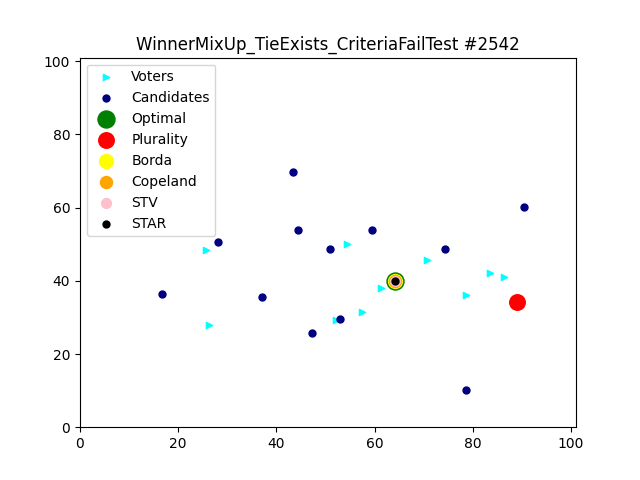 WinnerMixUp_TieExists_CriteriaFailTest #2542
100
80
60
40
20
0
0 20 40 60 80 100
Voters
Candidates
Optimal
Plurality
Borda
Copeland
STV
STAR